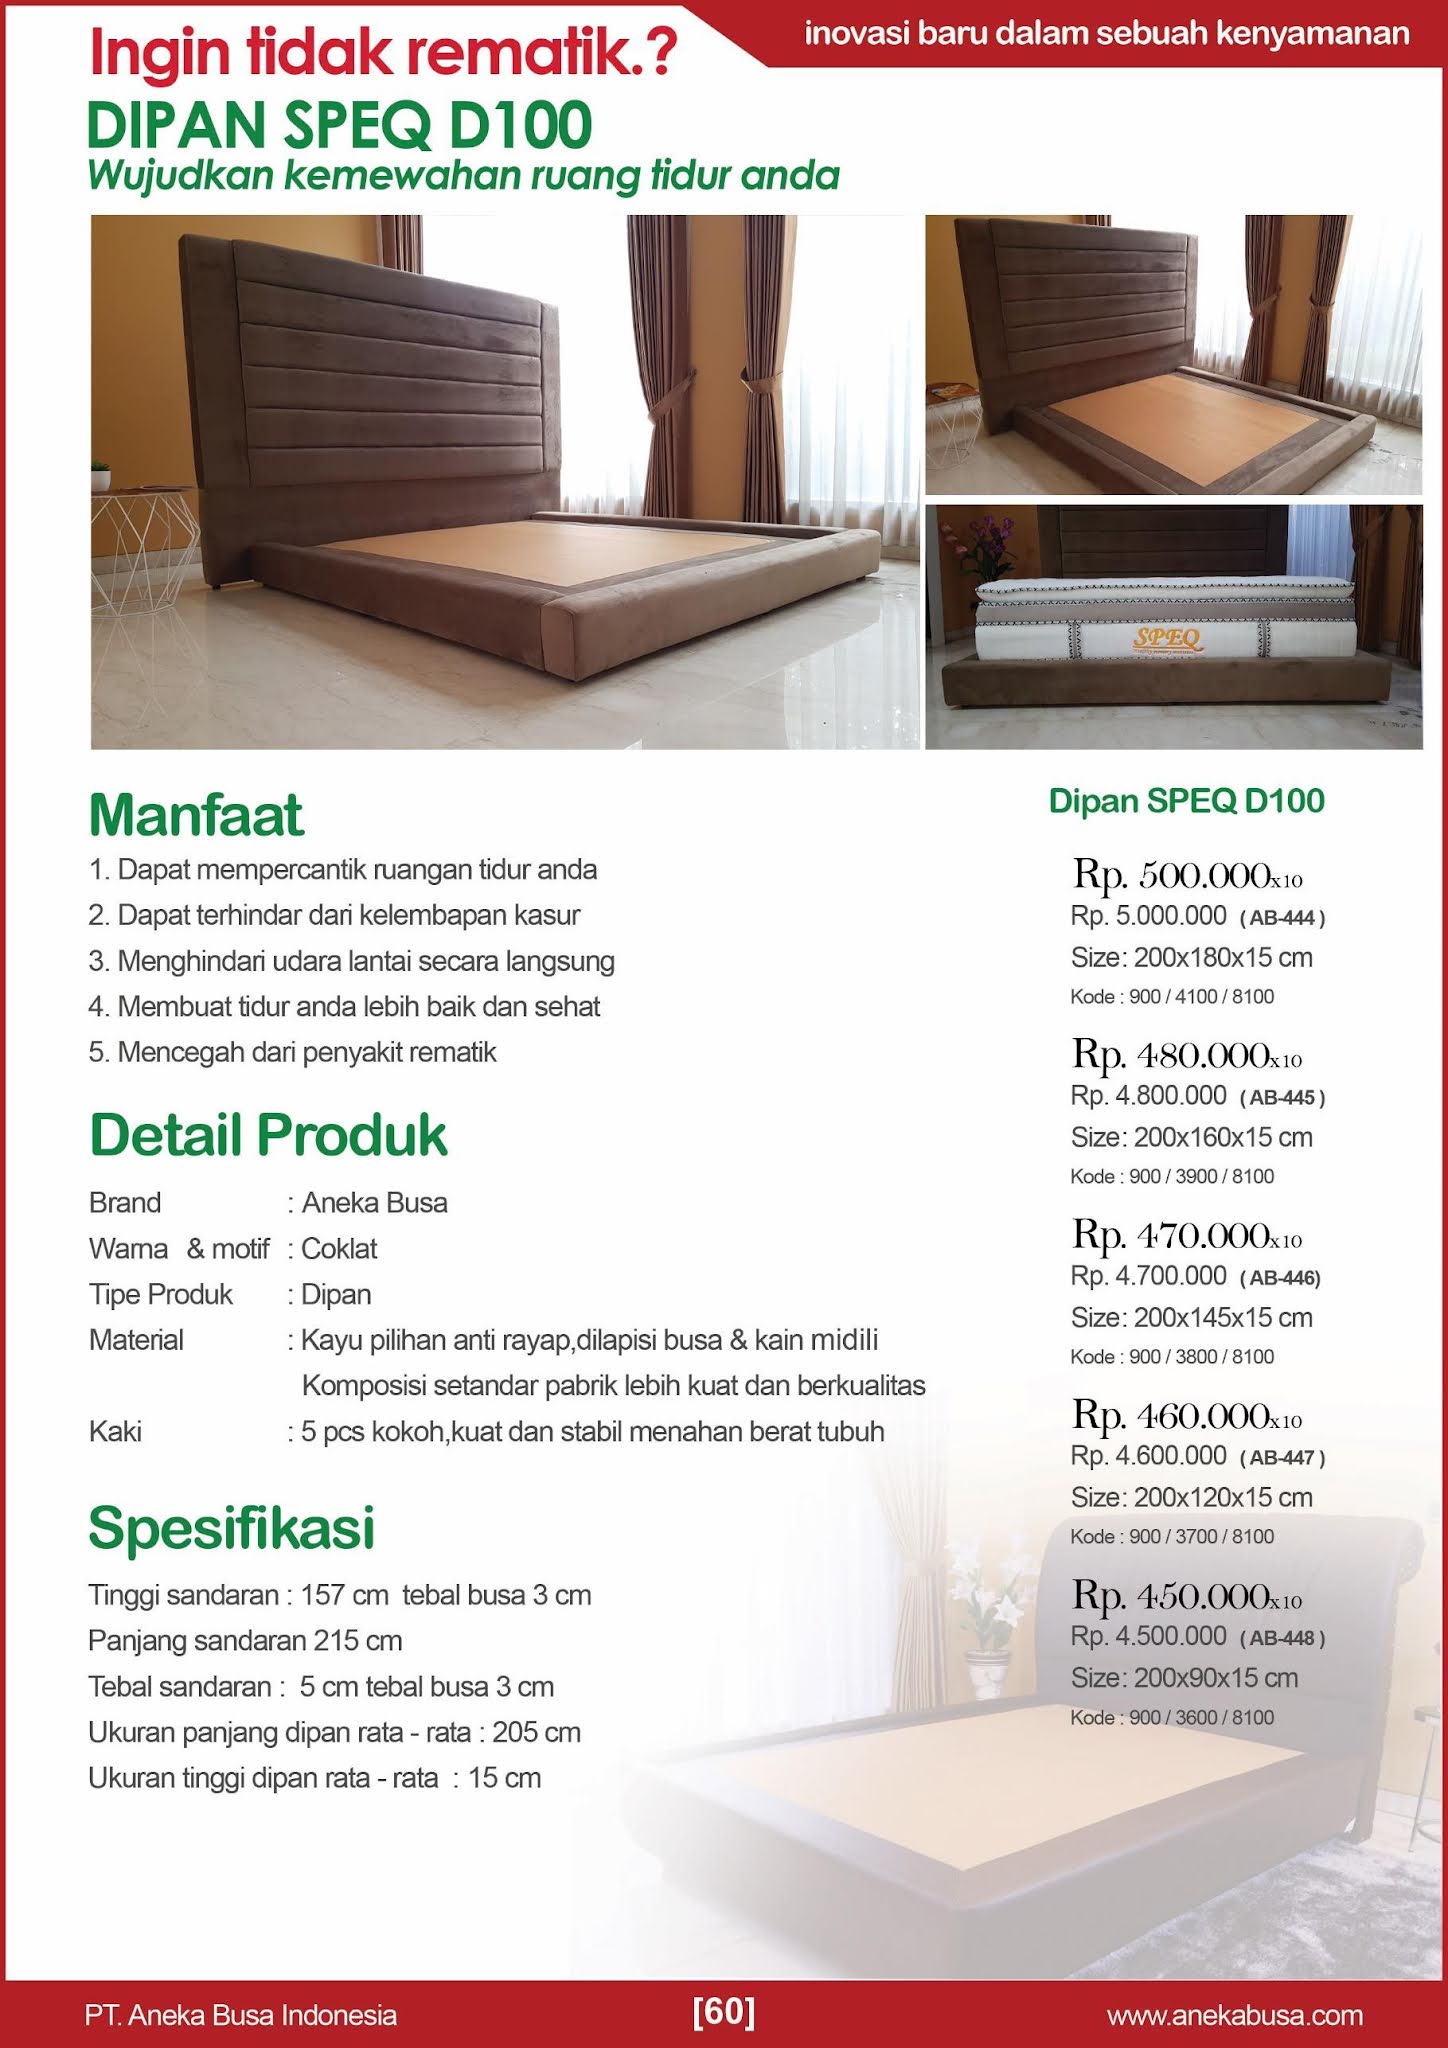 inovasi baru dalam sebuah kenyamanan
Ingin tidak rematik.?
DIPAN SPEQ D100
Wujudkan kemewahan ruang tidur anda
SPEQ
Manfaat
1. Dapat mempercantik ruangan tidur anda
2. Dapat terhindar dari kelembapan kasur
3. Menghindari udara lantai secara langsung
4. Membuat tidur anda lebih baik dan sehat
5. Mencegah dari penyakit rematik
Detail Produk
Brand : Aneka Busa
Warna & motif : Coklat
Tipe Produk : Dipan
Material : Kayu pilihan anti rayap,dilapisi busa & kain midili
Komposisi setandar pabrik lebih kuat dan berkualitas
Kaki : 5 pcs kokoh,kuat dan stabil menahan berat tubuh
Spesifikasi
Tinggi sandaran : 157 cm tebal busa 3 cm
Panjang sandaran 215 cm
Tebal sandaran : 5 cm tebal busa 3 cm
Ukuran panjang dipan rata - rata : 205 cm
Ukuran tinggi dipan rata - rata : 15 cm
Dipan SPEQ D100
Rp. 500.000x10
Rp. 5.000.000 ( AB-444 )
Size: 200x180x15 cm
Kode : 900 / 4100 / 8100
Rp. 480.000x10
Rp. 4.800.000 ( AB-445 )
Size: 200x160x15 cm
Kode : 900 / 3900 / 8100
Rp. 470.000x10
Rp. 4.700.000 ( AB-446)
Size: 200x145x15 cm
Kode : 900 / 3800 / 8100
Rp. 460.000x10
Rp. 4.600.000 ( AB-447 )
Size: 200x120x15 cm
Kode : 900 / 3700 / 8100
Rp. 450.000x10
Rp. 4.500.000 ( AB-448 )
Size: 200x90x15 cm
Kode : 900 / 3600 / 8100
PT. Aneka Busa Indonesia
[60]
www.anekabusa.com